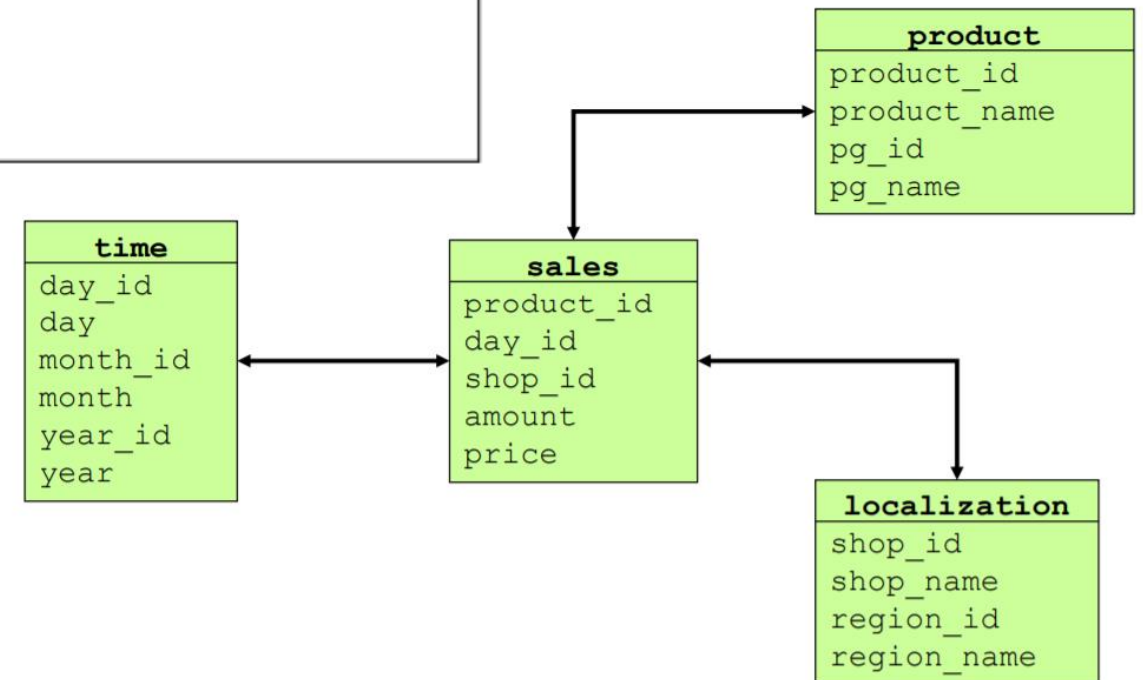 product
product_id
product_name
pg_id
pg_name
time
day_id
day
month_id
month
year_id
year
sales
product_id
day_id
shop_id
amount
price
localization
shop_id
shop_name
region_id
region_name